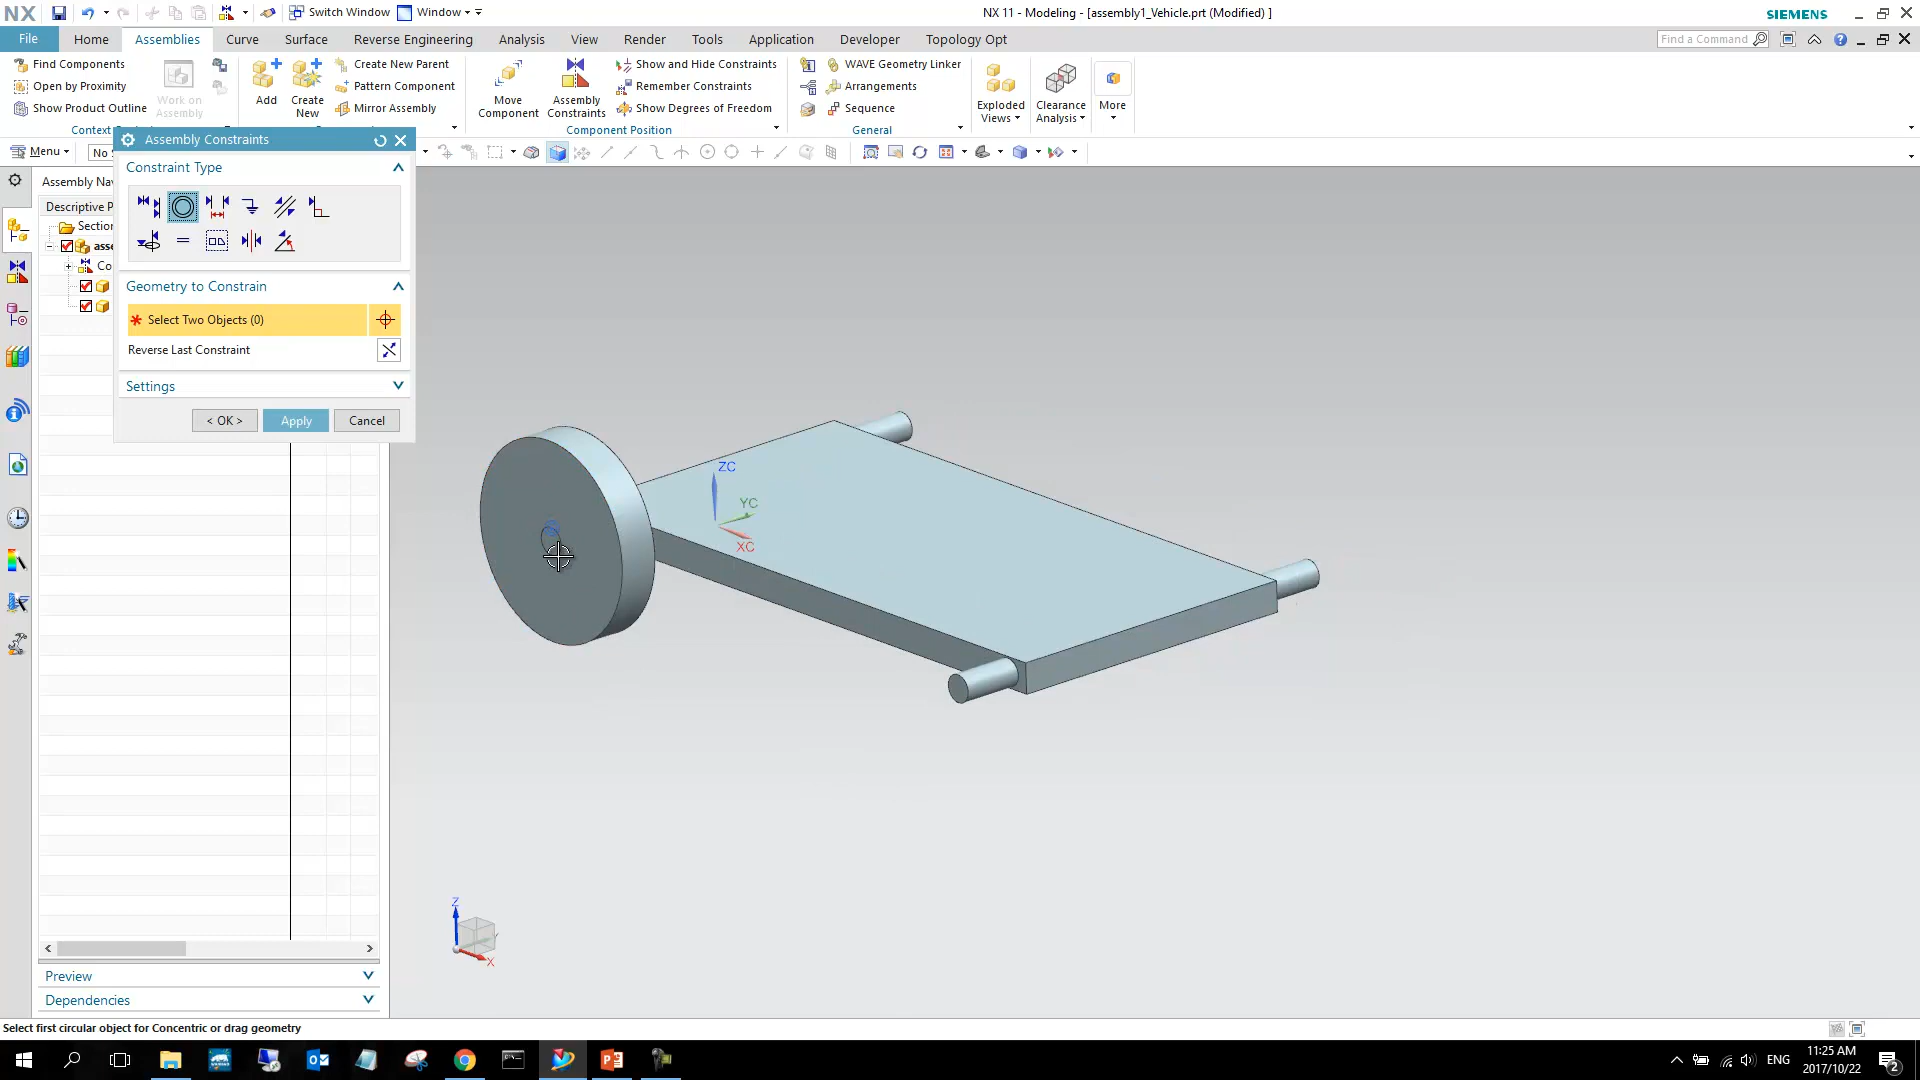 NX
Switch Window
Window
NX 11 - Modeling - [assembly1_Vehicle.prt (Modified) ]
SIEMENS
File
Home
Assemblies
Curve
Surface
Reverse Engineering
Analysis
View
Render
Tools
Application
Developer
Topology Opt
Find a Command
Find Components
Open by Proximity
Show Product Outline
Work on
Assembly
Add
Create
New
Create New Parent
Pattern Component
Mirror Assembly
Move
Component
Assembly
Constraints
Show and Hide Constraints
Remember Constraints
Show Degrees of Freedom
WAVE Geometry Linker
Arrangements
Sequence
Exploded
Views
Clearance
Analysis
More
Component Position
General
Menu
No
Assembly Constraints
Constraint Type
Geometry to Constrain
Select Two Objects (0)
Reverse Last Constraint
Settings
< OK >
Apply
Cancel
Assembly Nav
Descriptive P
Section
asse
Co
ZC
YC
XC
Z
X
Preview
Dependencies
Select first circular object for Concentric or drag geometry
ENG
11:25 AM
2017/10/22
2